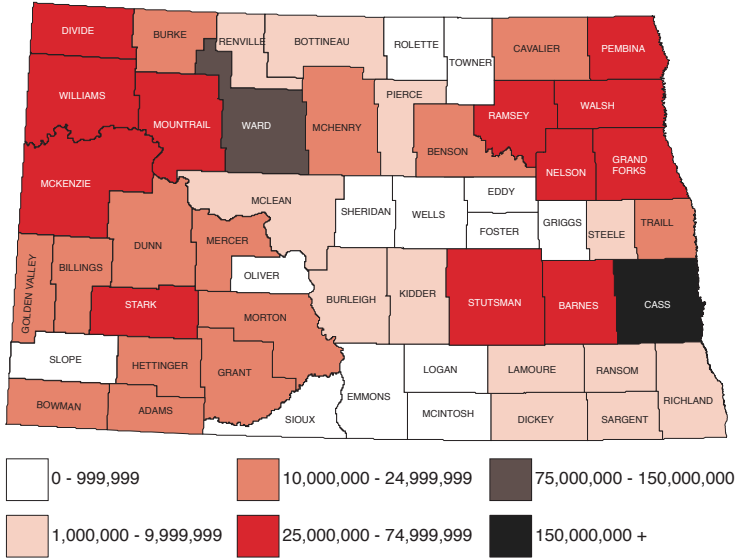 DIVIDE
BURKE
RENVILLE
BOTTINEAU
ROLETTE
TOWNER
CAVALIER
PEMBINA
WILLIAMS
MOUNTRAIL
WARD
MCHENRY
PIERCE
BENSON
RAMSEY
WALSH
MCKENZIE
MCLEAN
SHERIDAN
WELLS
EDDY
FOSTER
NELSON
GRAND
FORKS
GOLDEN VALLEY
BILLINGS
DUNN
MERCER
OLIVER
GRIGGS
STEELE
TRAILL
STARK
MORTON
BURLEIGH
KIDDER
STUTSMAN
BARNES
CASS
SLOPE
HETTINGER
GRANT
EMMONS
LOGAN
LAMOURE
RANSOM
RICHLAND
BOWMAN
ADAMS
SIOUX
MCINTOSH
DICKEY
SARGENT
0 - 999,999
10,000,000 - 24,999,999
75,000,000 - 150,000,000
1,000,000 - 9,999,999
25,000,000 - 74,999,999
150,000,000 +